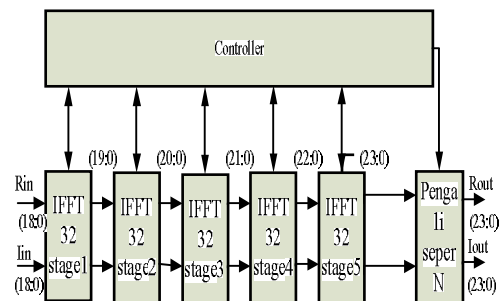 Controller
(19:0) (20:0) (21:0) (22:0) (23:0)
Rin
(18:0)
Iin
(18:0)
IFFT
32
stage1
IFFT
32
stage2
IFFT
32
stage3
IFFT
32
stage4
IFFT
32
stage5
Penga
li
seper
N
Rout
(23:0)
Iout
(23:0)